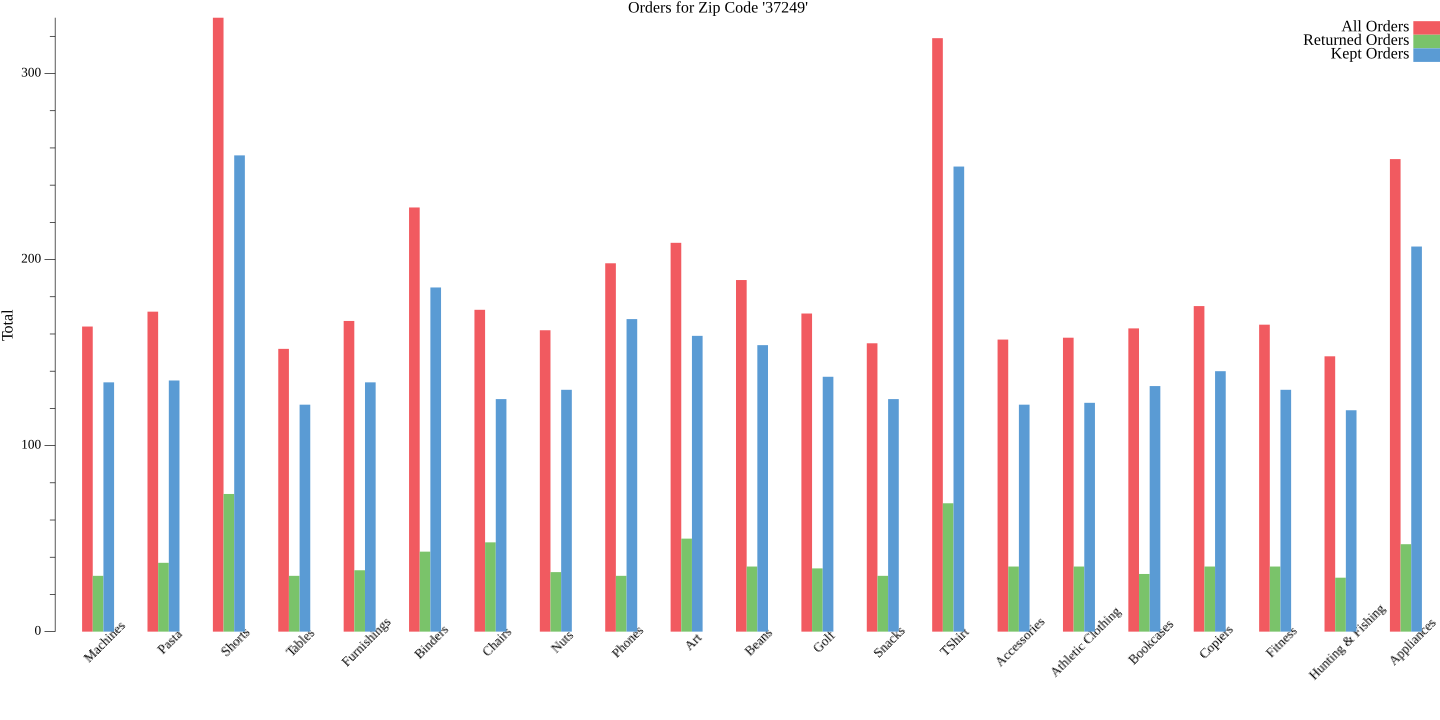 Orders for Zip Code '37249'
All Orders
Returned Orders
Kept Orders
Total
300
200
100
0
Machines
Pasta
Shorts
Tables
Furnishings
Binders
Chairs
Nuts
Phones
Art
Beans
Golf
Snacks
TShirt
Accessories
Athletic Clothing
Bookcases
Copiers
Fitness
Hunting & Fishing
Appliances